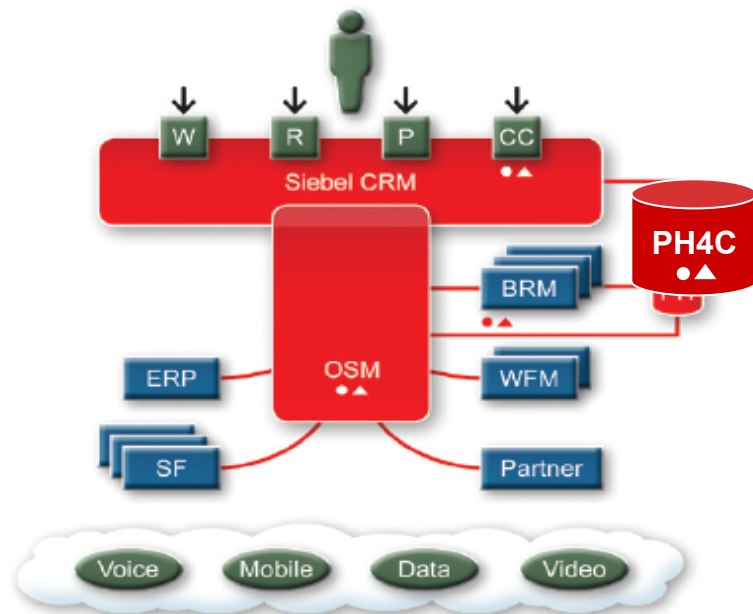 W
R
P
CC
Siebel CRM
PH4C
BRM
ERP
OSM
WFM
SF
Partner
Voice
Mobile
Data
Video